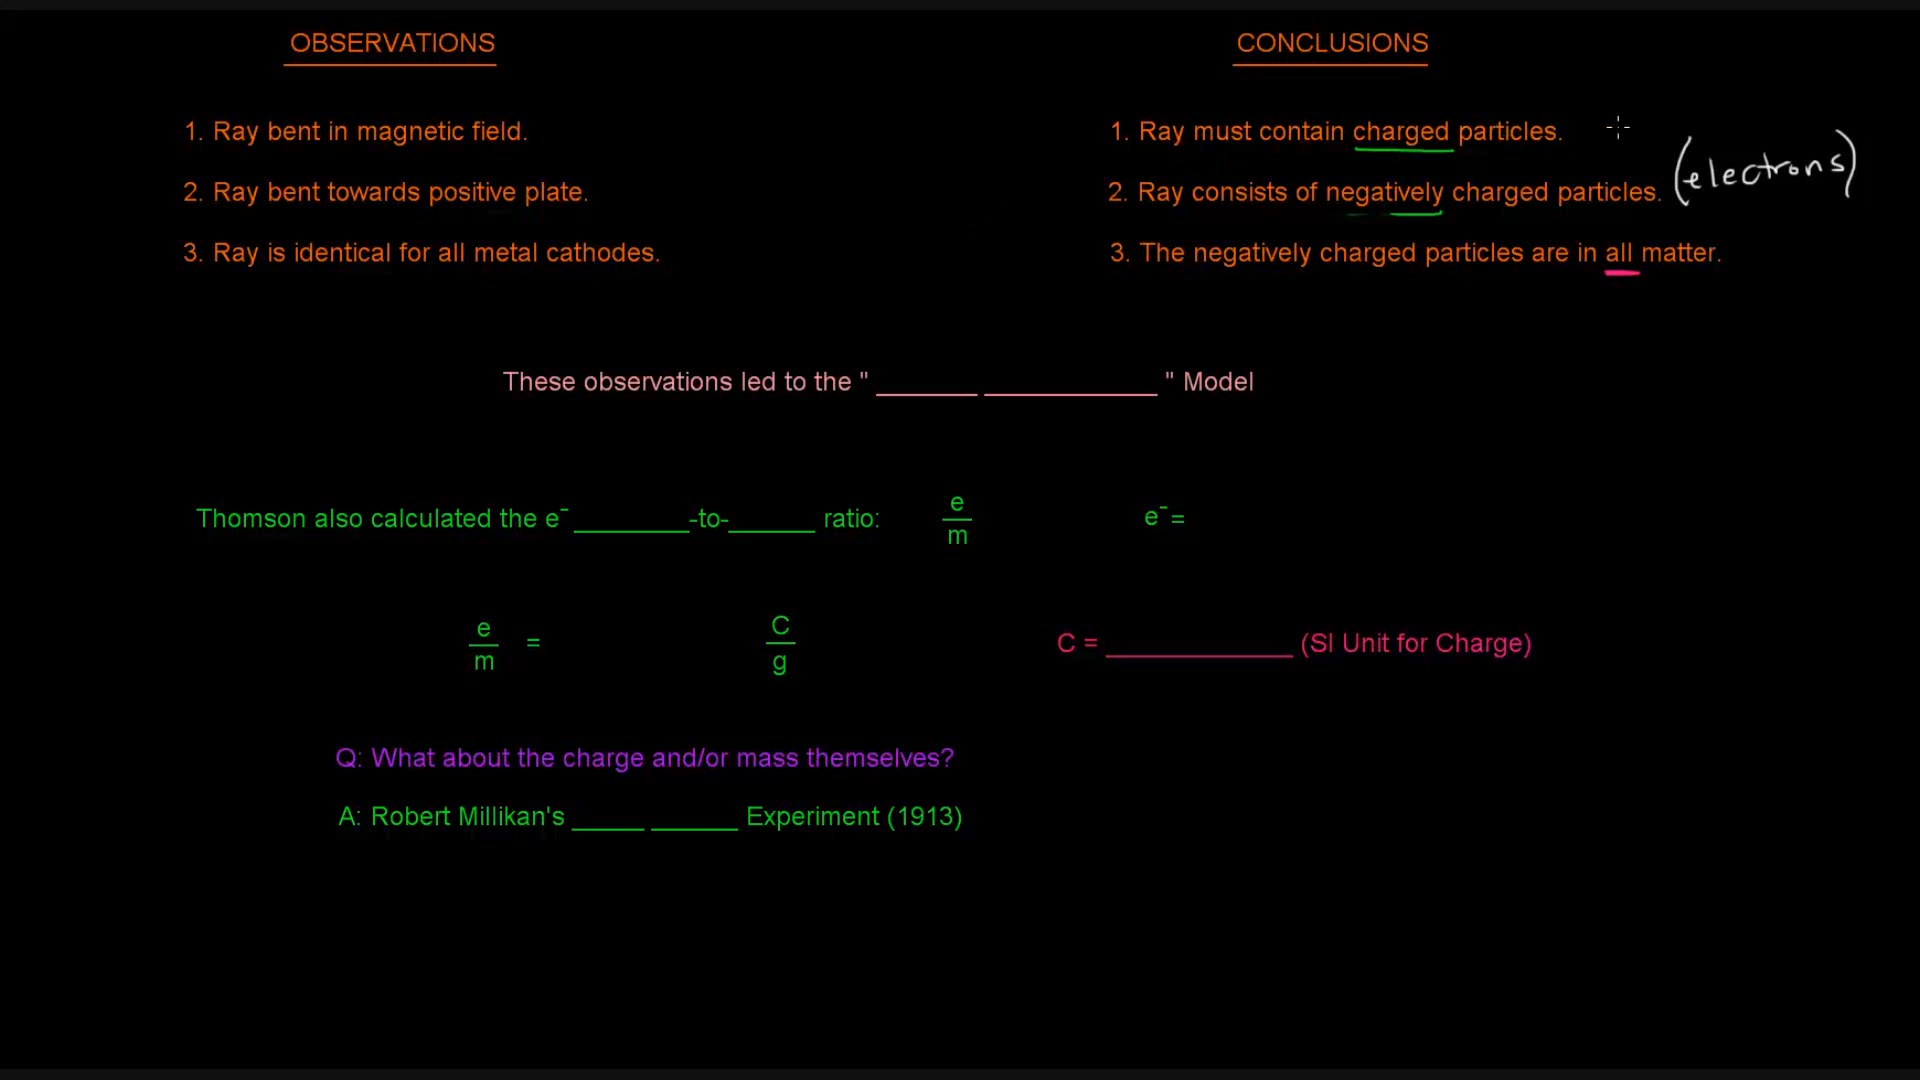 OBSERVATIONS
CONCLUSIONS
1. Ray bent in magnetic field.
1. Ray must contain charged particles.
2. Ray bent towards positive plate.
2. Ray consists of negatively charged particles. (electrons)
3. Ray is identical for all metal cathodes.
3. The negatively charged particles are in all matter.
These observations led to the "______ ________" Model
Thomson also calculated the e⁻ ______-to-_____ ratio: e/m e⁻ =
e/m = C/g C = _________ (SI Unit for Charge)
Q: What about the charge and/or mass themselves?
A: Robert Millikan's ____ _____ Experiment (1913)